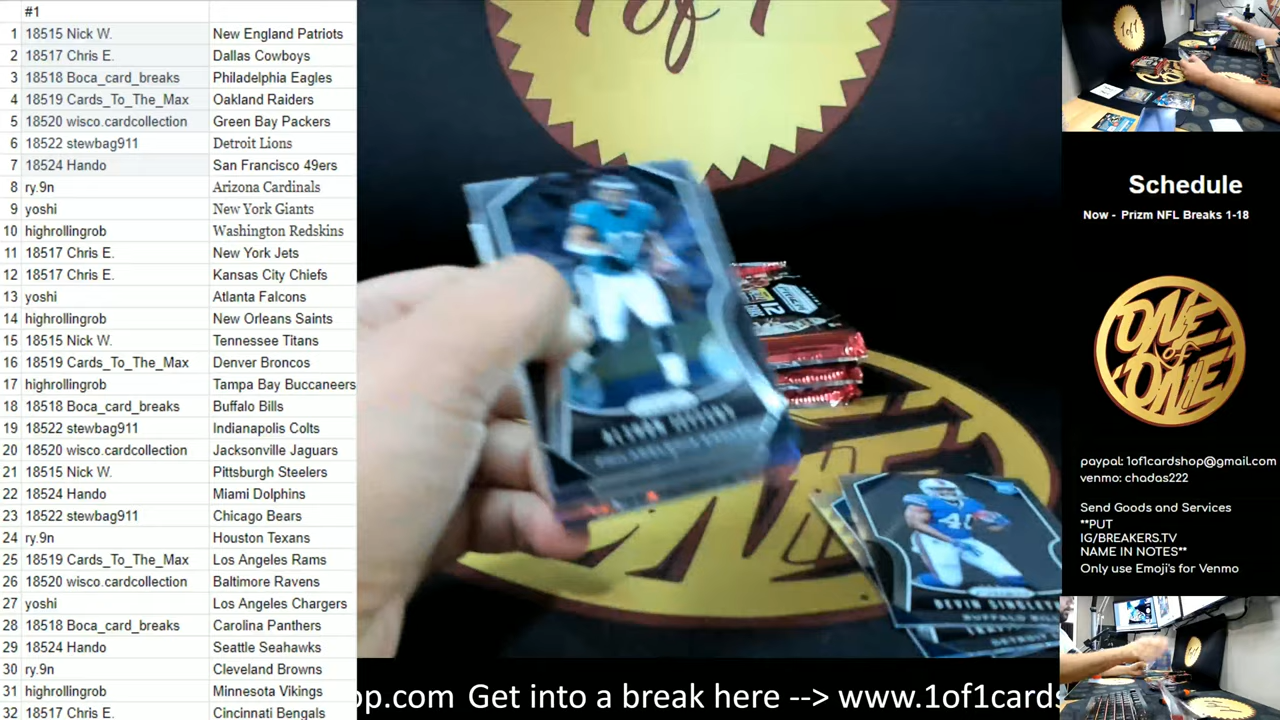 #1
1 18515 Nick W. New England Patriots
2 18517 Chris E. Dallas Cowboys
3 18518 Boca_card_breaks Philadelphia Eagles
4 18519 Cards_To_The_Max Oakland Raiders
5 18520 wisco.cardcollection Green Bay Packers
6 18522 stewbag911 Detroit Lions
7 18524 Hando San Francisco 49ers
8 ry.9n Arizona Cardinals
9 yoshi New York Giants
10 highrollingrob Washington Redskins
11 18517 Chris E. New York Jets
12 18517 Chris E. Kansas City Chiefs
13 yoshi Atlanta Falcons
14 highrollingrob New Orleans Saints
15 18515 Nick W. Tennessee Titans
16 18519 Cards_To_The_Max Denver Broncos
17 highrollingrob Tampa Bay Buccaneers
18 18518 Boca_card_breaks Buffalo Bills
19 18522 stewbag911 Indianapolis Colts
20 18520 wisco.cardcollection Jacksonville Jaguars
21 18515 Nick W. Pittsburgh Steelers
22 18524 Hando Miami Dolphins
23 18522 stewbag911 Chicago Bears
24 ry.9n Houston Texans
25 18519 Cards_To_The_Max Los Angeles Rams
26 18520 wisco.cardcollection Baltimore Ravens
27 yoshi Los Angeles Chargers
28 18518 Boca_card_breaks Carolina Panthers
29 18524 Hando Seattle Seahawks
30 ry.9n Cleveland Browns
31 highrollingrob Minnesota Vikings
32 18517 Chris E. Cincinnati Bengals
1 of 1
DEVIN SINGLET
BUFFALO BILL
op.com Get into a break here --> www.1of1cards
1of1
Schedule
Now - Prizm NFL Breaks 1-18
ONE
of
ONE
paypal: 1of1cardshop@gmail.com
venmo: chadas222
Send Goods and Services
**PUT
IG/BREAKERS.TV
NAME IN NOTES**
Only use Emoji's for Venmo